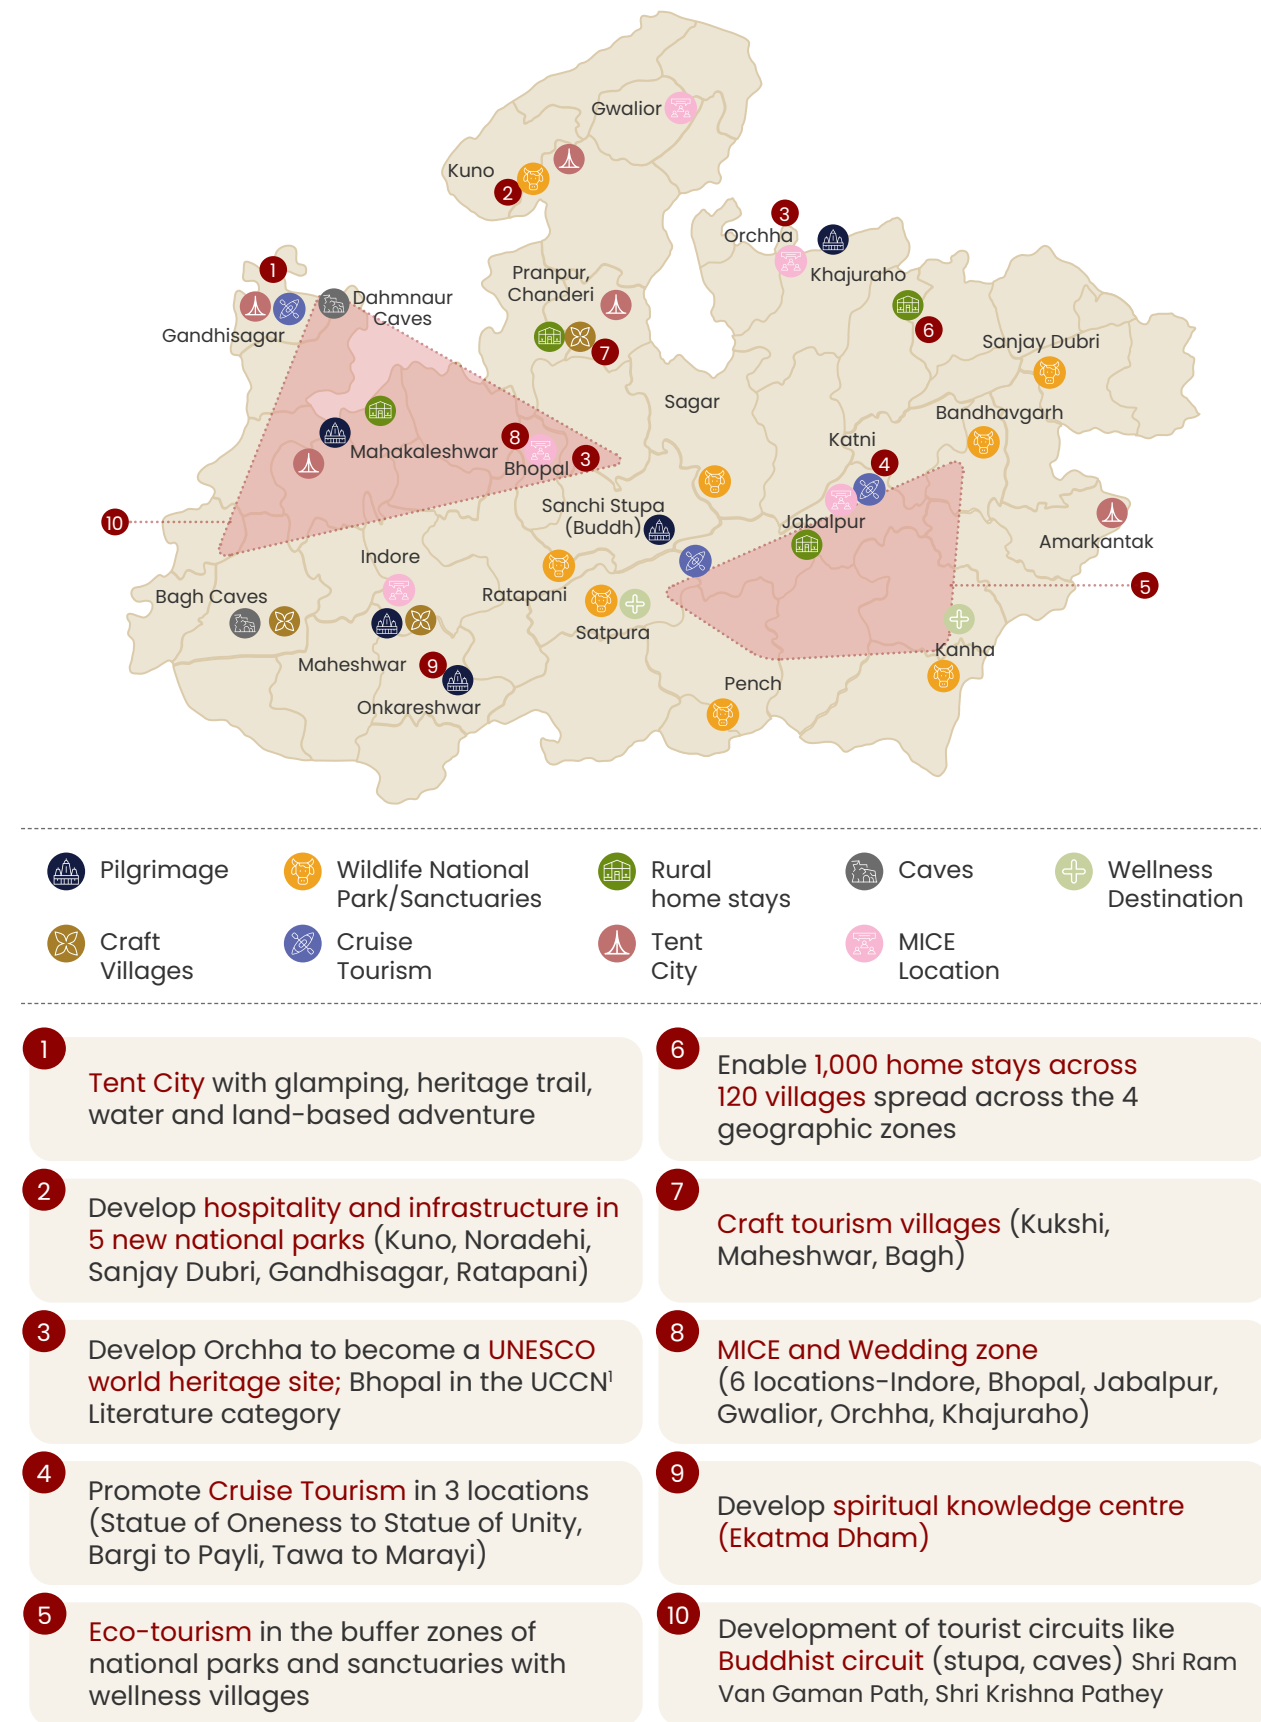 Gwalior
Kuno
2
3
Orchha
Khajuraho
1
Pranpur,
Chanderi
Dahmnaur
Caves
Gandhisagar
7
6
Sanjay Dubri
Sagar
Bandhavgarh
Katni
8
Mahakaleshwar
Bhopal
3
4
Sanchi Stupa
(Buddh)
10
Jabalpur
Amarkantak
Indore
Ratapani
5
Bagh Caves
Satpura
Kanha
Maheshwar
9
Pench
Onkareshwar
Pilgrimage
Wildlife National
Park/Sanctuaries
Rural
home stays
Caves
Wellness
Destination
Craft
Villages
Cruise
Tourism
Tent
City
MICE
Location
1
Tent City with glamping, heritage trail,
water and land-based adventure
2
Develop hospitality and infrastructure in
5 new national parks (Kuno, Noradehi,
Sanjay Dubri, Gandhisagar, Ratapani)
3
Develop Orchha to become a UNESCO
world heritage site; Bhopal in the UCCN¹
Literature category
4
Promote Cruise Tourism in 3 locations
(Statue of Oneness to Statue of Unity,
Bargi to Payli, Tawa to Marayi)
5
Eco-tourism in the buffer zones of
national parks and sanctuaries with
wellness villages
6
Enable 1,000 home stays across
120 villages spread across the 4
geographic zones
7
Craft tourism villages (Kukshi,
Maheshwar, Bagh)
8
MICE and Wedding zone
(6 locations-Indore, Bhopal, Jabalpur,
Gwalior, Orchha, Khajuraho)
9
Develop spiritual knowledge centre
(Ekatma Dham)
10
Development of tourist circuits like
Buddhist circuit (stupa, caves) Shri Ram
Van Gaman Path, Shri Krishna Pathey